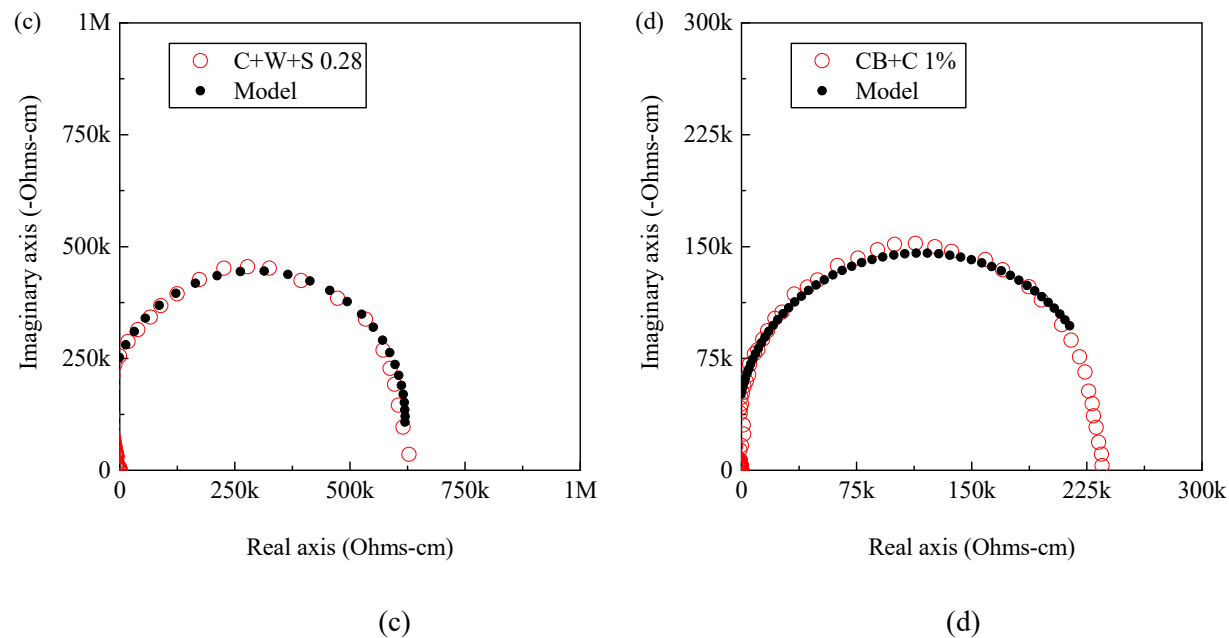 (c)
1M
750k
500k
250k
0
C+W+S 0.28
Model
Imaginary axis (-Ohms-cm)
0 250k 500k 750k 1M
Real axis (Ohms-cm)
(c)
(d)
300k
225k
150k
75k
0
CB+C 1%
Model
Imaginary axis (-Ohms-cm)
0 75k 150k 225k 300k
Real axis (Ohms-cm)
(d)